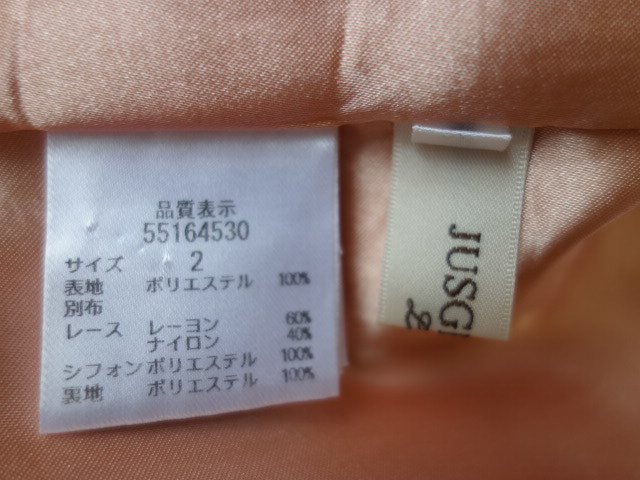 品質表示
55164530
サイズ 2
表地 ポリエステル 100%
別布
レース レーヨン 60%
ナイロン 40%
シフォン ポリエステル 100%
裏地 ポリエステル 100%
JUSG
&